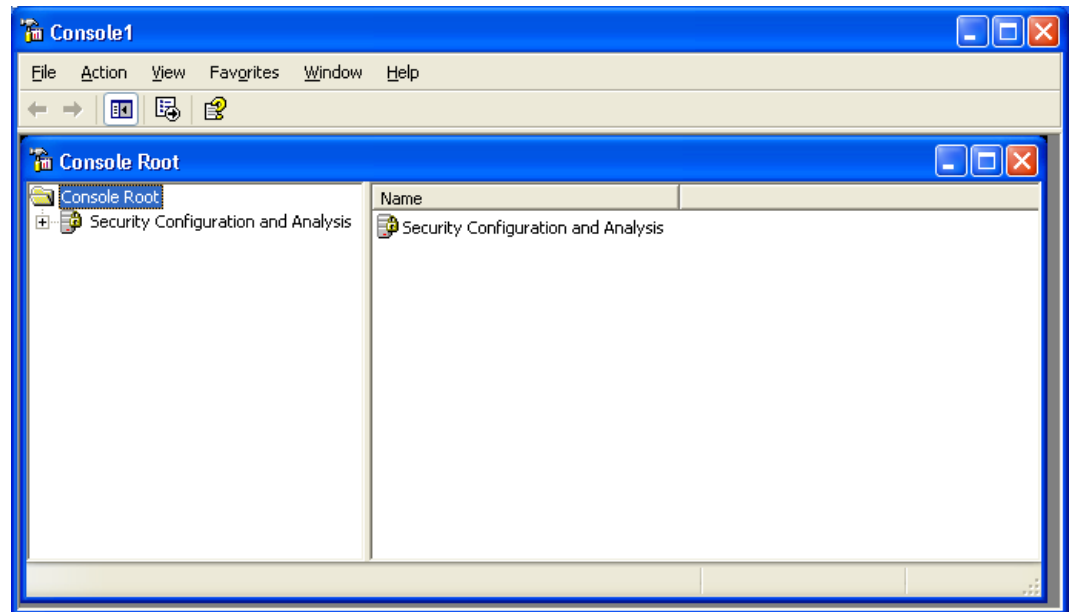 Console1
File Action View Favorites Window Help
Console Root
Console Root
Name
Security Configuration and Analysis
Security Configuration and Analysis